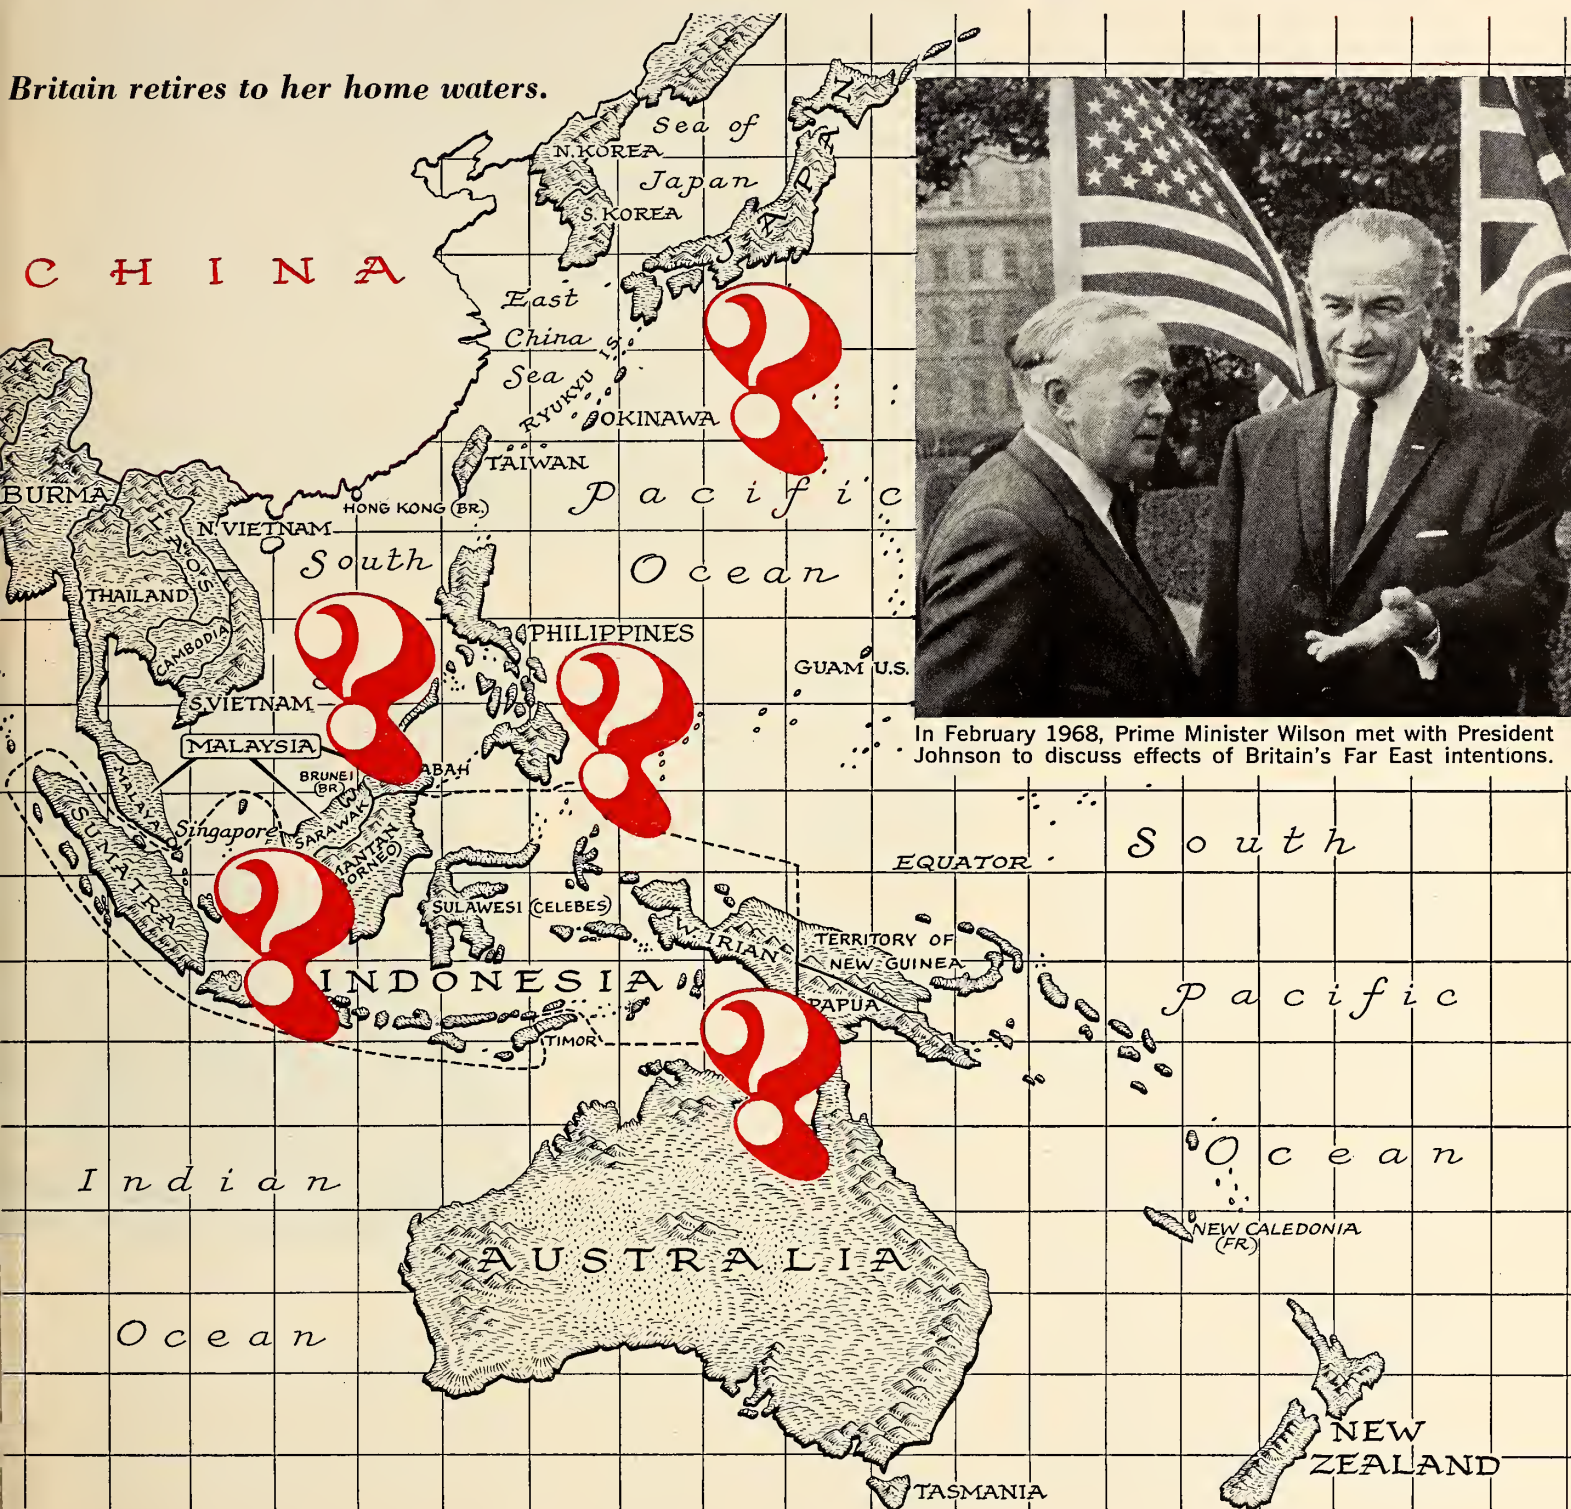 Britain retires to her home waters.
CHINA
N. KOREA
S. KOREA
Sea of
Japan
JAPAN
East
China
Sea
RYUKYU IS.
OKINAWA
TAIWAN
HONG KONG (BR.)
Pacific
Ocean
BURMA
LAOS
N. VIETNAM
THAILAND
CAMBODIA
S. VIETNAM
South
PHILIPPINES
GUAM U.S.
In February 1968, Prime Minister Wilson met with President
Johnson to discuss effects of Britain's Far East intentions.
MALAYSIA
MALAYA
BRUNEI
(BR)
ABAH
SARAWAK
Singapore
SUMATRA
MANTAN
ORNEO)
SULAWESI (CELEBES)
INDONESIA
TIMOR
W. IRIAN
TERRITORY OF
NEW GUINEA
PAPUA
EQUATOR
South
Pacific
Ocean
Indian
Ocean
AUSTRALIA
NEW CALEDONIA
(FR.)
NEW
ZEALAND
TASMANIA